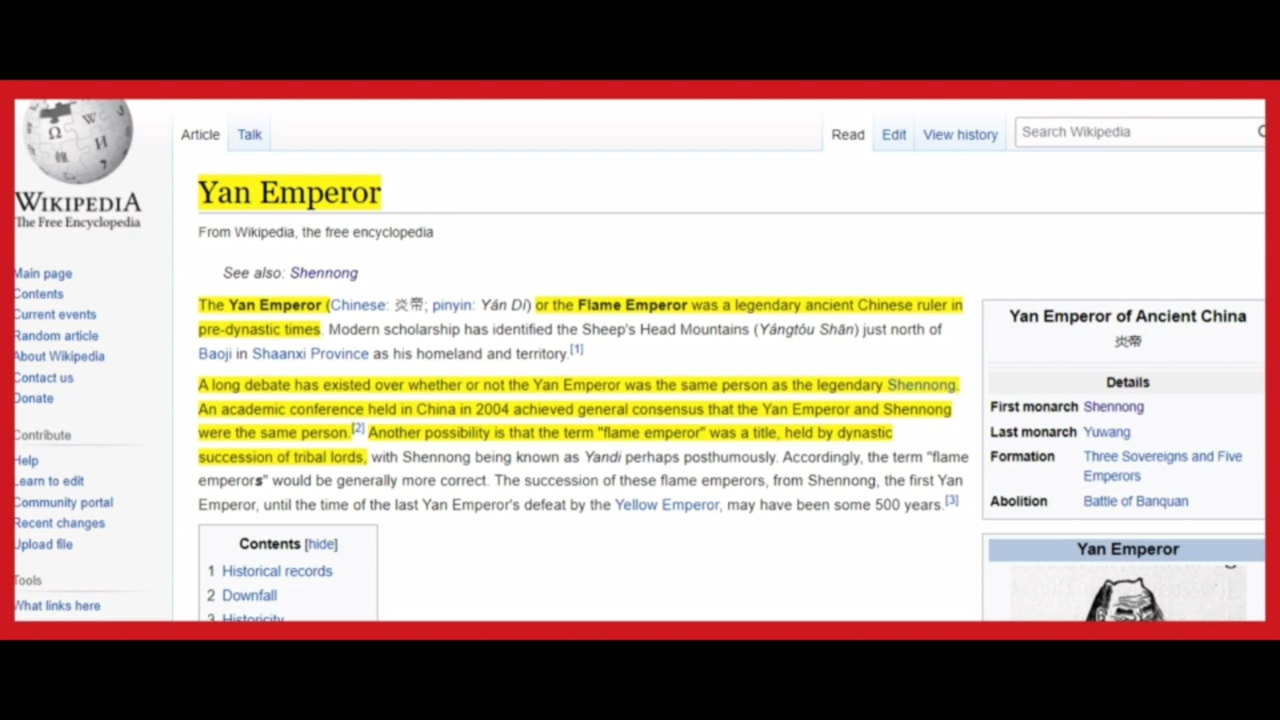 Article
Talk
Read
Edit
View history
Search Wikipedia
WIKIPEDIA
The Free Encyclopedia
Main page
Contents
Current events
Random article
About Wikipedia
Contact us
Donate
Contribute
Help
Learn to edit
Community portal
Recent changes
Upload file
Tools
What links here
Yan Emperor
From Wikipedia, the free encyclopedia
See also: Shennong
The Yan Emperor (Chinese: 炎帝; pinyin: Yán Dì) or the Flame Emperor was a legendary ancient Chinese ruler in
pre-dynastic times. Modern scholarship has identified the Sheep's Head Mountains (Yángtóu Shān) just north of
Baoji in Shaanxi Province as his homeland and territory.[1]
A long debate has existed over whether or not the Yan Emperor was the same person as the legendary Shennong.
An academic conference held in China in 2004 achieved general consensus that the Yan Emperor and Shennong
were the same person.[2] Another possibility is that the term "flame emperor" was a title, held by dynastic
succession of tribal lords, with Shennong being known as Yandi perhaps posthumously. Accordingly, the term "flame
emperors" would be generally more correct. The succession of these flame emperors, from Shennong, the first Yan
Emperor, until the time of the last Yan Emperor's defeat by the Yellow Emperor, may have been some 500 years.[3]
Contents [hide]
1 Historical records
2 Downfall
3 Historicity
Yan Emperor of Ancient China
炎帝
Details
First monarch Shennong
Last monarch Yuwang
Formation Three Sovereigns and Five
Emperors
Abolition Battle of Banquan
Yan Emperor